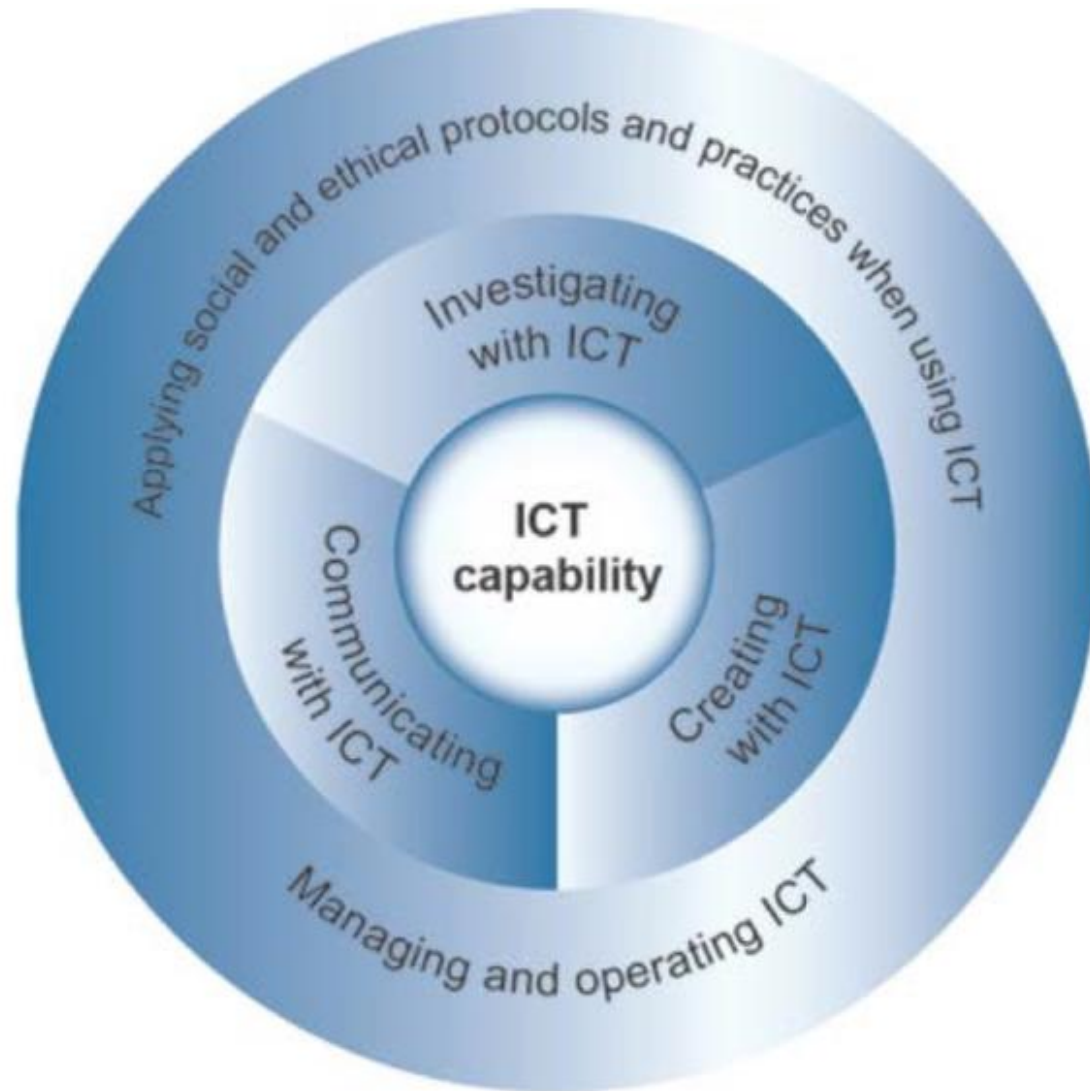 Applying social and ethical protocols and practices when using ICT
Investigating
with ICT
ICT
capability
Communicating
with ICT
Creating
with ICT
Managing and operating ICT